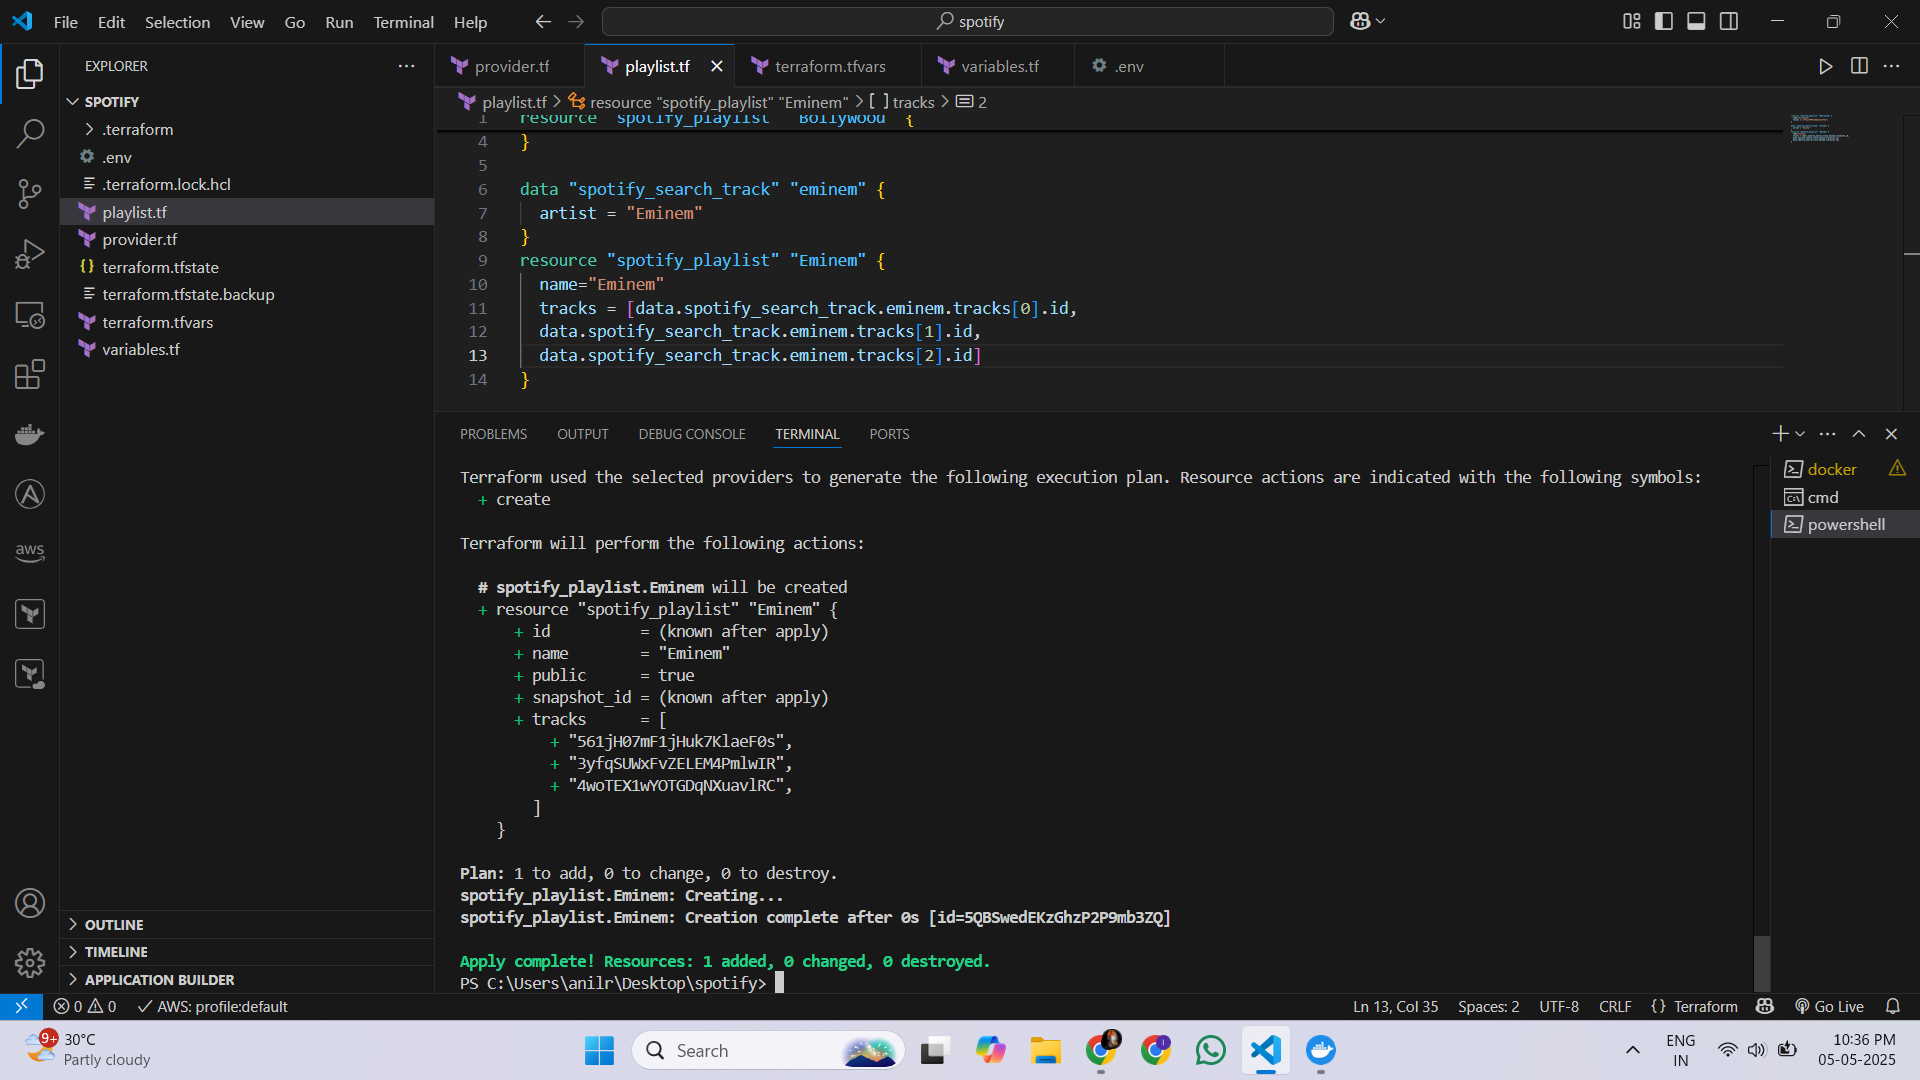 File Edit Selection View Go Run Terminal Help
spotify
EXPLORER
SPOTIFY
.terraform
.env
.terraform.lock.hcl
playlist.tf
provider.tf
terraform.tfstate
terraform.tfstate.backup
terraform.tfvars
variables.tf
OUTLINE
TIMELINE
APPLICATION BUILDER
provider.tf playlist.tf terraform.tfvars variables.tf .env
playlist.tf > resource "spotify_playlist" "Eminem" > [ ] tracks > 2
1 resource "spotify_playlist" "Bollywood" {
4 }
5
6 data "spotify_search_track" "eminem" {
7 artist = "Eminem"
8 }
9 resource "spotify_playlist" "Eminem" {
10 name="Eminem"
11 tracks = [data.spotify_search_track.eminem.tracks[0].id,
12 data.spotify_search_track.eminem.tracks[1].id,
13 data.spotify_search_track.eminem.tracks[2].id]
14 }
PROBLEMS OUTPUT DEBUG CONSOLE TERMINAL PORTS
docker
cmd
powershell
Terraform used the selected providers to generate the following execution plan. Resource actions are indicated with the following symbols:
+ create
Terraform will perform the following actions:
# spotify_playlist.Eminem will be created
+ resource "spotify_playlist" "Eminem" {
+ id = (known after apply)
+ name = "Eminem"
+ public = true
+ snapshot_id = (known after apply)
+ tracks = [
+ "561jH07mF1jHuk7KlaeF0s",
+ "3yfqSUWxFvZELEM4PmlwIR",
+ "4woTEX1wYOTGDqNXuavlRC",
]
}
Plan: 1 to add, 0 to change, 0 to destroy.
spotify_playlist.Eminem: Creating...
spotify_playlist.Eminem: Creation complete after 0s [id=5QBSwedEKzGhzP2P9mb3ZQ]
Apply complete! Resources: 1 added, 0 changed, 0 destroyed.
PS C:\Users\anilr\Desktop\spotify>
aws
0 0 AWS: profile:default
Ln 13, Col 35 Spaces: 2 UTF-8 CRLF {} Terraform Go Live
9+
30°C
Partly cloudy
Search
ENG
IN
10:36 PM
05-05-2025